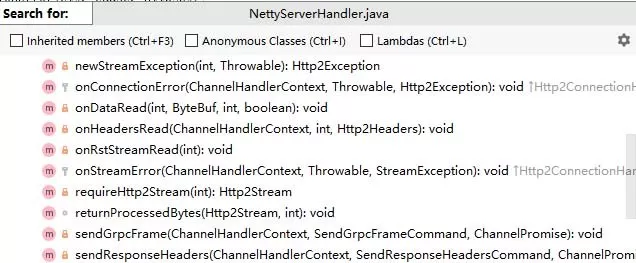 Search for: NettyServerHandler.java
Inherited members (Ctrl+F3) Anonymous Classes (Ctrl+I) Lambdas (Ctrl+L)
m newStreamException(int, Throwable): Http2Exception
m onConnectionError(ChannelHandlerContext, Throwable, Http2Exception): void ↑Http2ConnectionH
m onDataRead(int, ByteBuf, int, boolean): void
m onHeadersRead(ChannelHandlerContext, int, Http2Headers): void
m onRstStreamRead(int): void
m onStreamError(ChannelHandlerContext, Throwable, StreamException): void ↑Http2ConnectionHa
m requireHttp2Stream(int): Http2Stream
m returnProcessedBytes(Http2Stream, int): void
m sendGrpcFrame(ChannelHandlerContext, SendGrpcFrameCommand, ChannelPromise): void
m sendResponseHeaders(ChannelHandlerContext, SendResponseHeadersCommand, ChannelPromis